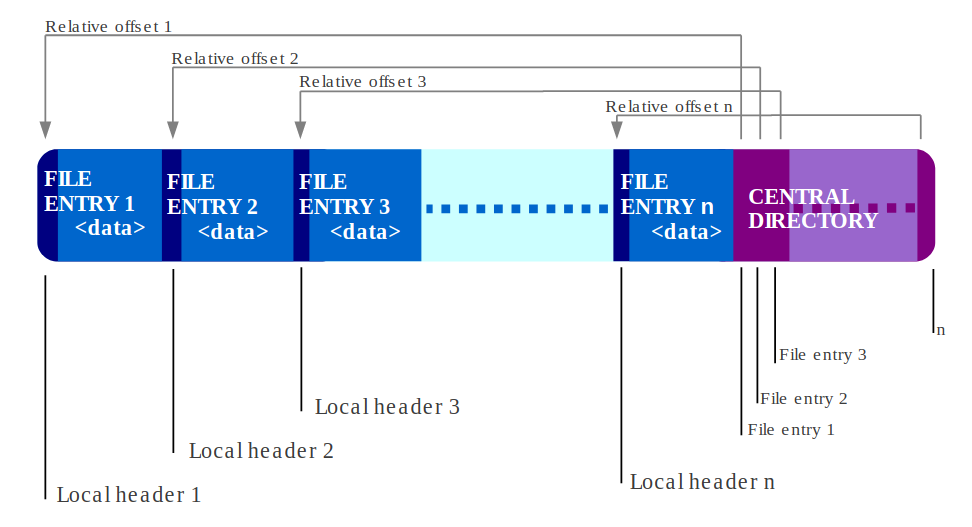 Relative offset 1
Relative offset 2
Relative offset 3
Relative offset n
FILE
ENTRY 1
<data>
FILE
ENTRY 2
<data>
FILE
ENTRY 3
<data>
FILE
ENTRY n
<data>
CENTRAL
DIRECTORY
n
File entry 3
File entry 2
File entry 1
Local header 3
Local header 2
Local header n
Local header 1